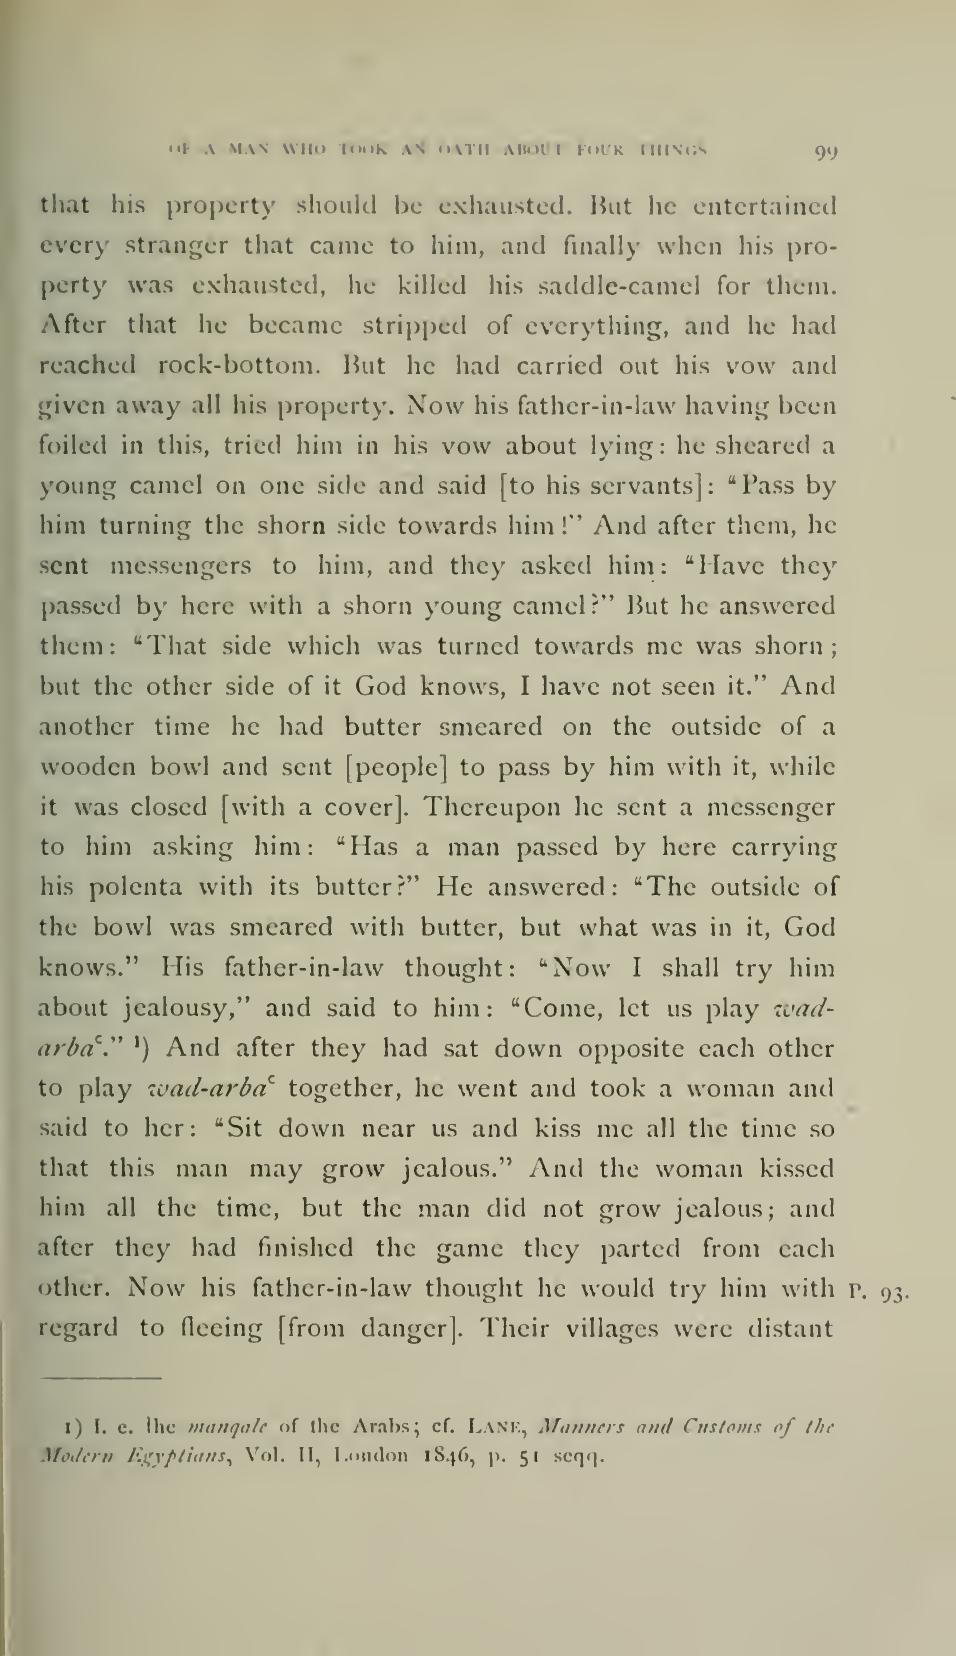 OF A MAN WHO TOOK AN OATH ABOUT FOUR THINGS 99
that his property should be exhausted. But he entertained
every stranger that came to him, and finally when his pro-
perty was exhausted, he killed his saddle-camel for them.
After that he became stripped of everything, and he had
reached rock-bottom. But he had carried out his vow and
given away all his property. Now his father-in-law having been
foiled in this, tried him in his vow about lying: he sheared a
young camel on one side and said [to his servants]: “Pass by
him turning the shorn side towards him!” And after them, he
sent messengers to him, and they asked him: “Have they
passed by here with a shorn young camel?” But he answered
them: “That side which was turned towards me was shorn;
but the other side of it God knows, I have not seen it.” And
another time he had butter smeared on the outside of a
wooden bowl and sent [people] to pass by him with it, while
it was closed [with a cover]. Thereupon he sent a messenger
to him asking him: “Has a man passed by here carrying
his polenta with its butter?” He answered: “The outside of
the bowl was smeared with butter, but what was in it, God
knows.” His father-in-law thought: “Now I shall try him
about jealousy,” and said to him: “Come, let us play wad-
arbaʿ.” ¹) And after they had sat down opposite each other
to play wad-arbaʿ together, he went and took a woman and
said to her: “Sit down near us and kiss me all the time so
that this man may grow jealous.” And the woman kissed
him all the time, but the man did not grow jealous; and
after they had finished the game they parted from each
other. Now his father-in-law thought he would try him with P. 93.
regard to fleeing [from danger]. Their villages were distant
1) I. e. the manqale of the Arabs; cf. LANE, Manners and Customs of the
Modern Egyptians, Vol. II, London 1846, p. 51 seqq.